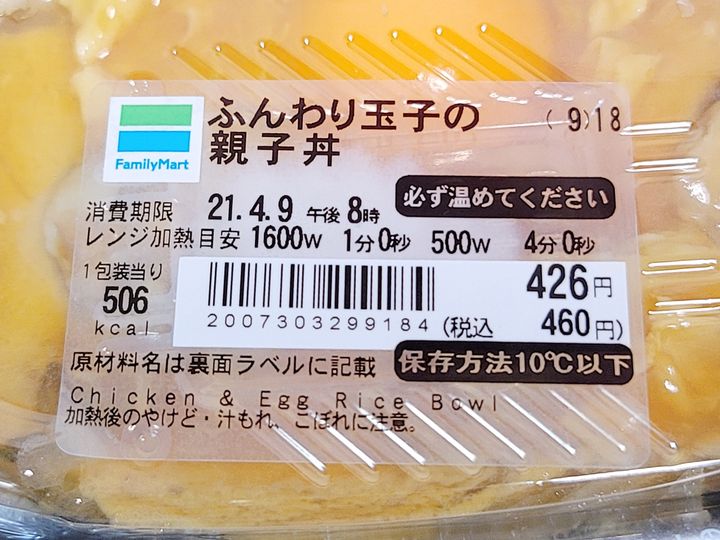 FamilyMart
ふんわり玉子の
親子丼
(9)18
消費期限 21.4.9 午後8時
必ず温めてください
レンジ加熱目安 1600W 1分0秒 500W 4分0秒
1包装当り
506
kcal
2007303299184
426円
(税込 460円)
原材料名は裏面ラベルに記載
保存方法10℃以下
Chicken & Egg Rice Bowl
加熱後のやけど・汁もれ、こぼれに注意。